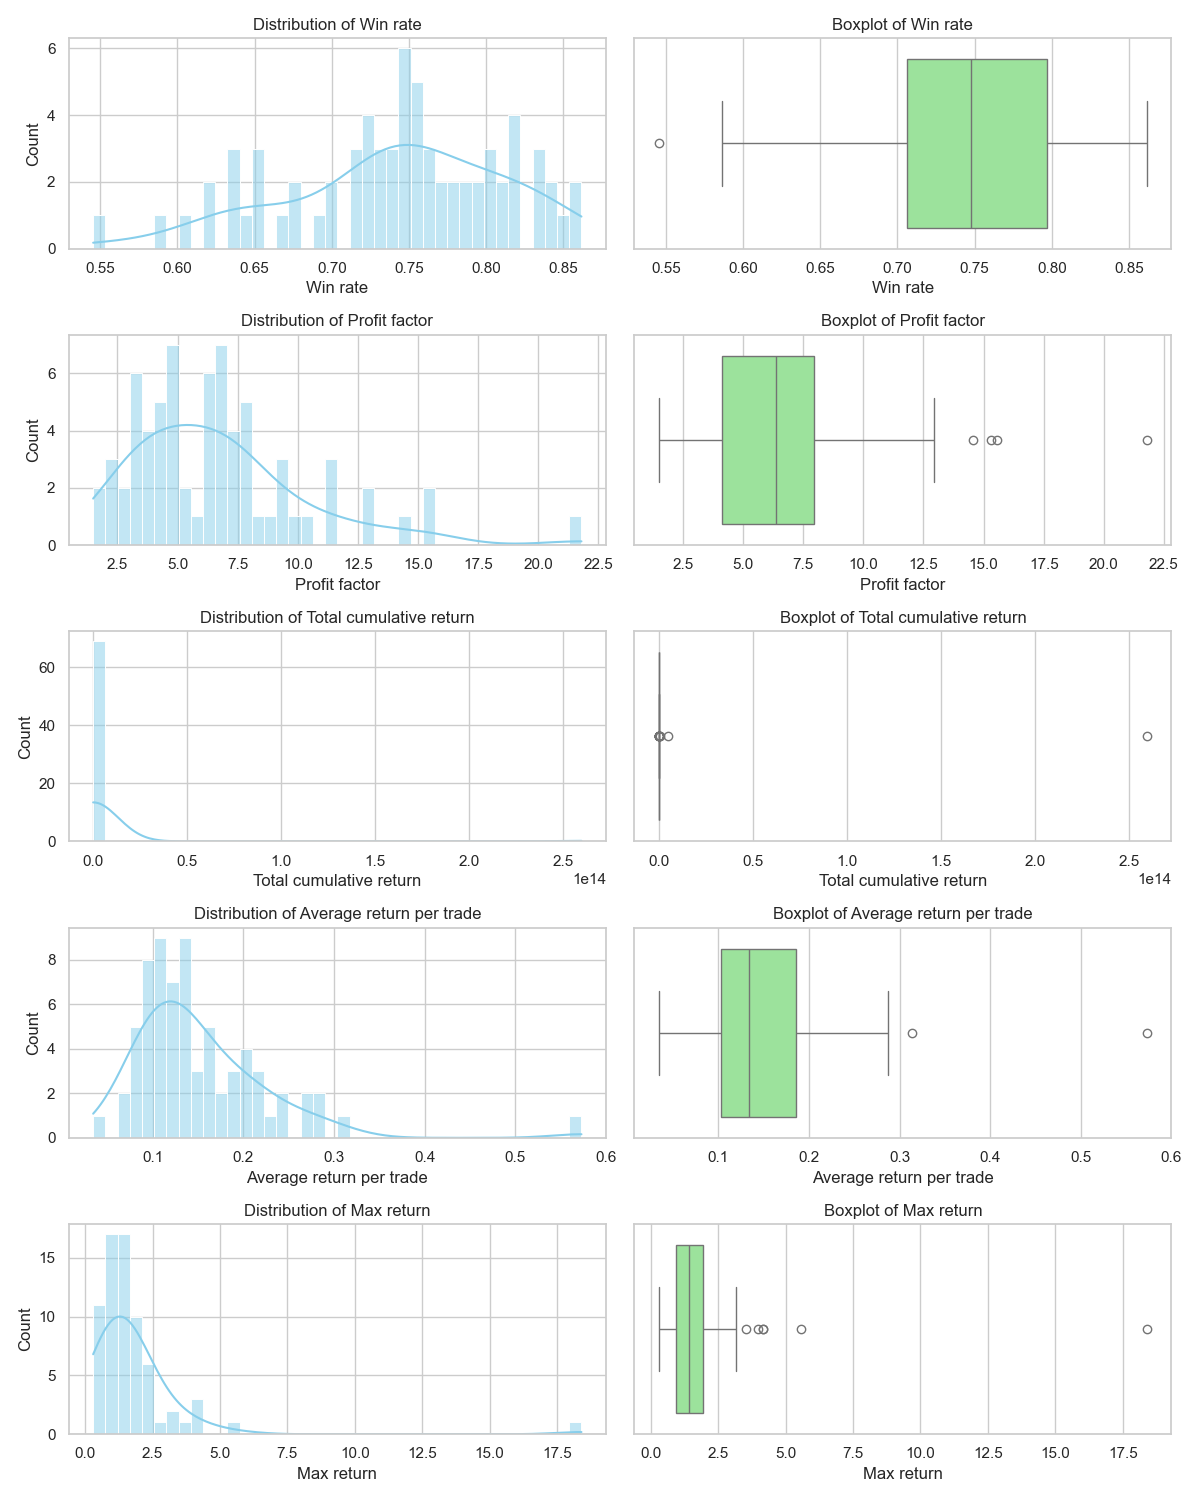 Distribution of Win rate
Boxplot of Win rate
6
4
2
0
Count
0.55 0.60 0.65 0.70 0.75 0.80 0.85
Win rate
0.55 0.60 0.65 0.70 0.75 0.80 0.85
Win rate
Distribution of Profit factor
Boxplot of Profit factor
6
4
2
0
Count
2.5 5.0 7.5 10.0 12.5 15.0 17.5 20.0 22.5
Profit factor
2.5 5.0 7.5 10.0 12.5 15.0 17.5 20.0 22.5
Profit factor
Distribution of Total cumulative return
Boxplot of Total cumulative return
60
40
20
0
Count
0.0 0.5 1.0 1.5 2.0 2.5
1e14
Total cumulative return
0.0 0.5 1.0 1.5 2.0 2.5
1e14
Total cumulative return
Distribution of Average return per trade
Boxplot of Average return per trade
8
6
4
2
0
Count
0.1 0.2 0.3 0.4 0.5 0.6
Average return per trade
0.1 0.2 0.3 0.4 0.5 0.6
Average return per trade
Distribution of Max return
Boxplot of Max return
15
10
5
0
Count
0.0 2.5 5.0 7.5 10.0 12.5 15.0 17.5
Max return
0.0 2.5 5.0 7.5 10.0 12.5 15.0 17.5
Max return